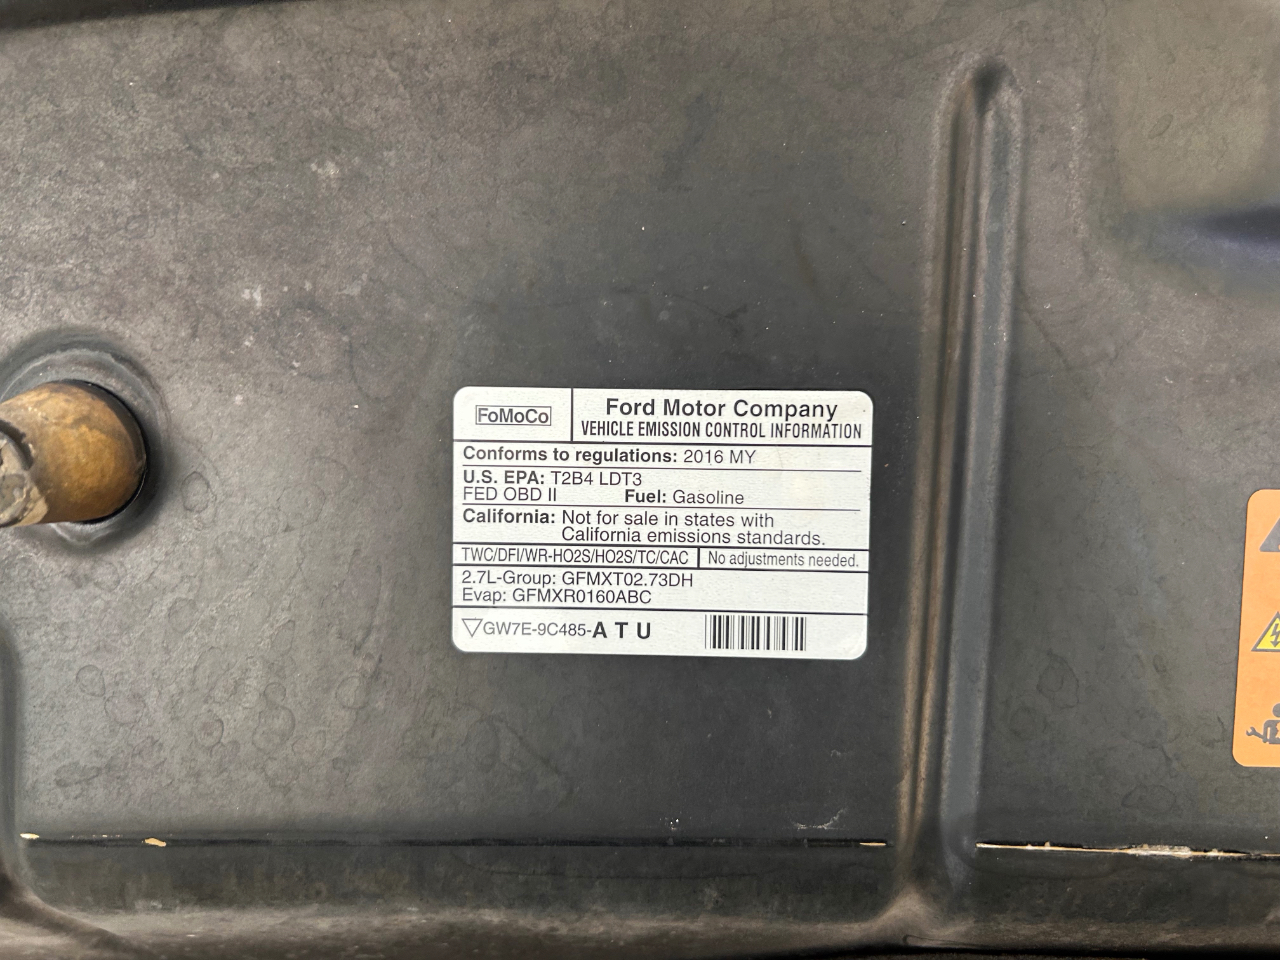 FoMoCo
Ford Motor Company
VEHICLE EMISSION CONTROL INFORMATION
Conforms to regulations: 2016 MY
U.S. EPA: T2B4 LDT3
FED OBD II Fuel: Gasoline
California: Not for sale in states with
California emissions standards.
TWC/DFI/WR-HO2S/HO2S/TC/CAC No adjustments needed.
2.7L-Group: GFMXT02.73DH
Evap: GFMXR0160ABC
GW7E-9C485-A T U